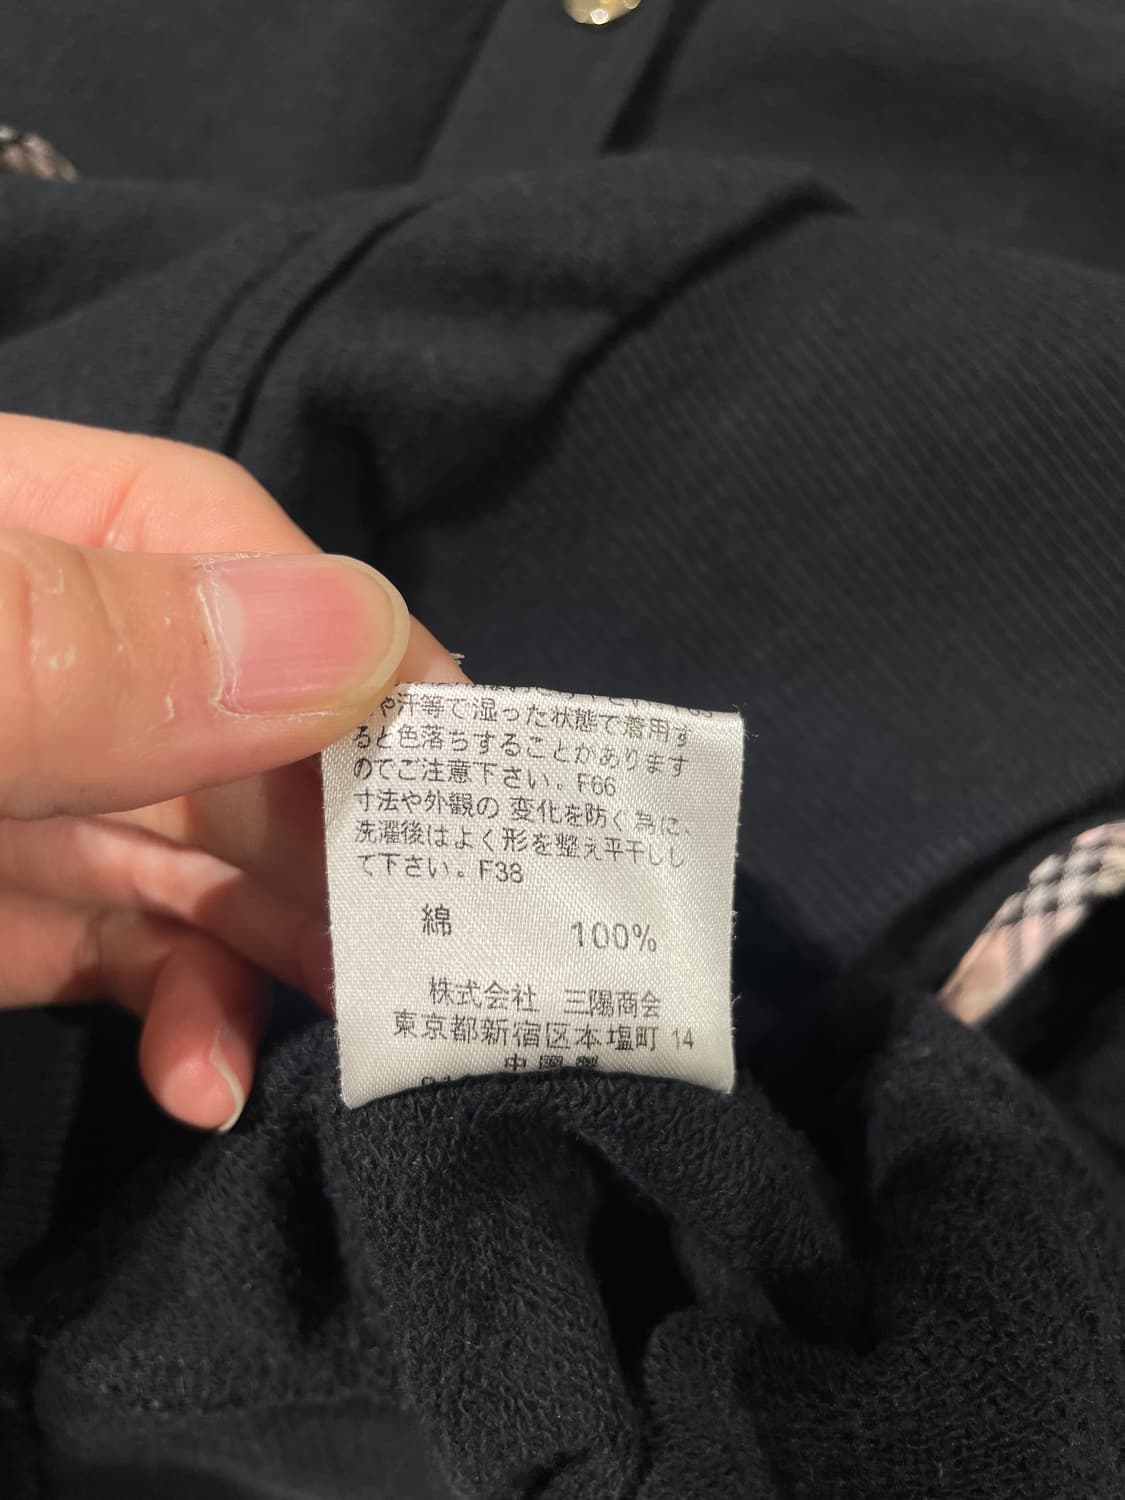 や汗等で湿った状態で着用す
ると色落ちすることがあります
のでご注意下さい。F66
寸法や外観の 変化を防ぐ為に、
洗濯後はよく形を整え平干しし
て下さい。F38
綿 100%
株式会社 三陽商会
東京都新宿区本塩町 14
中国製